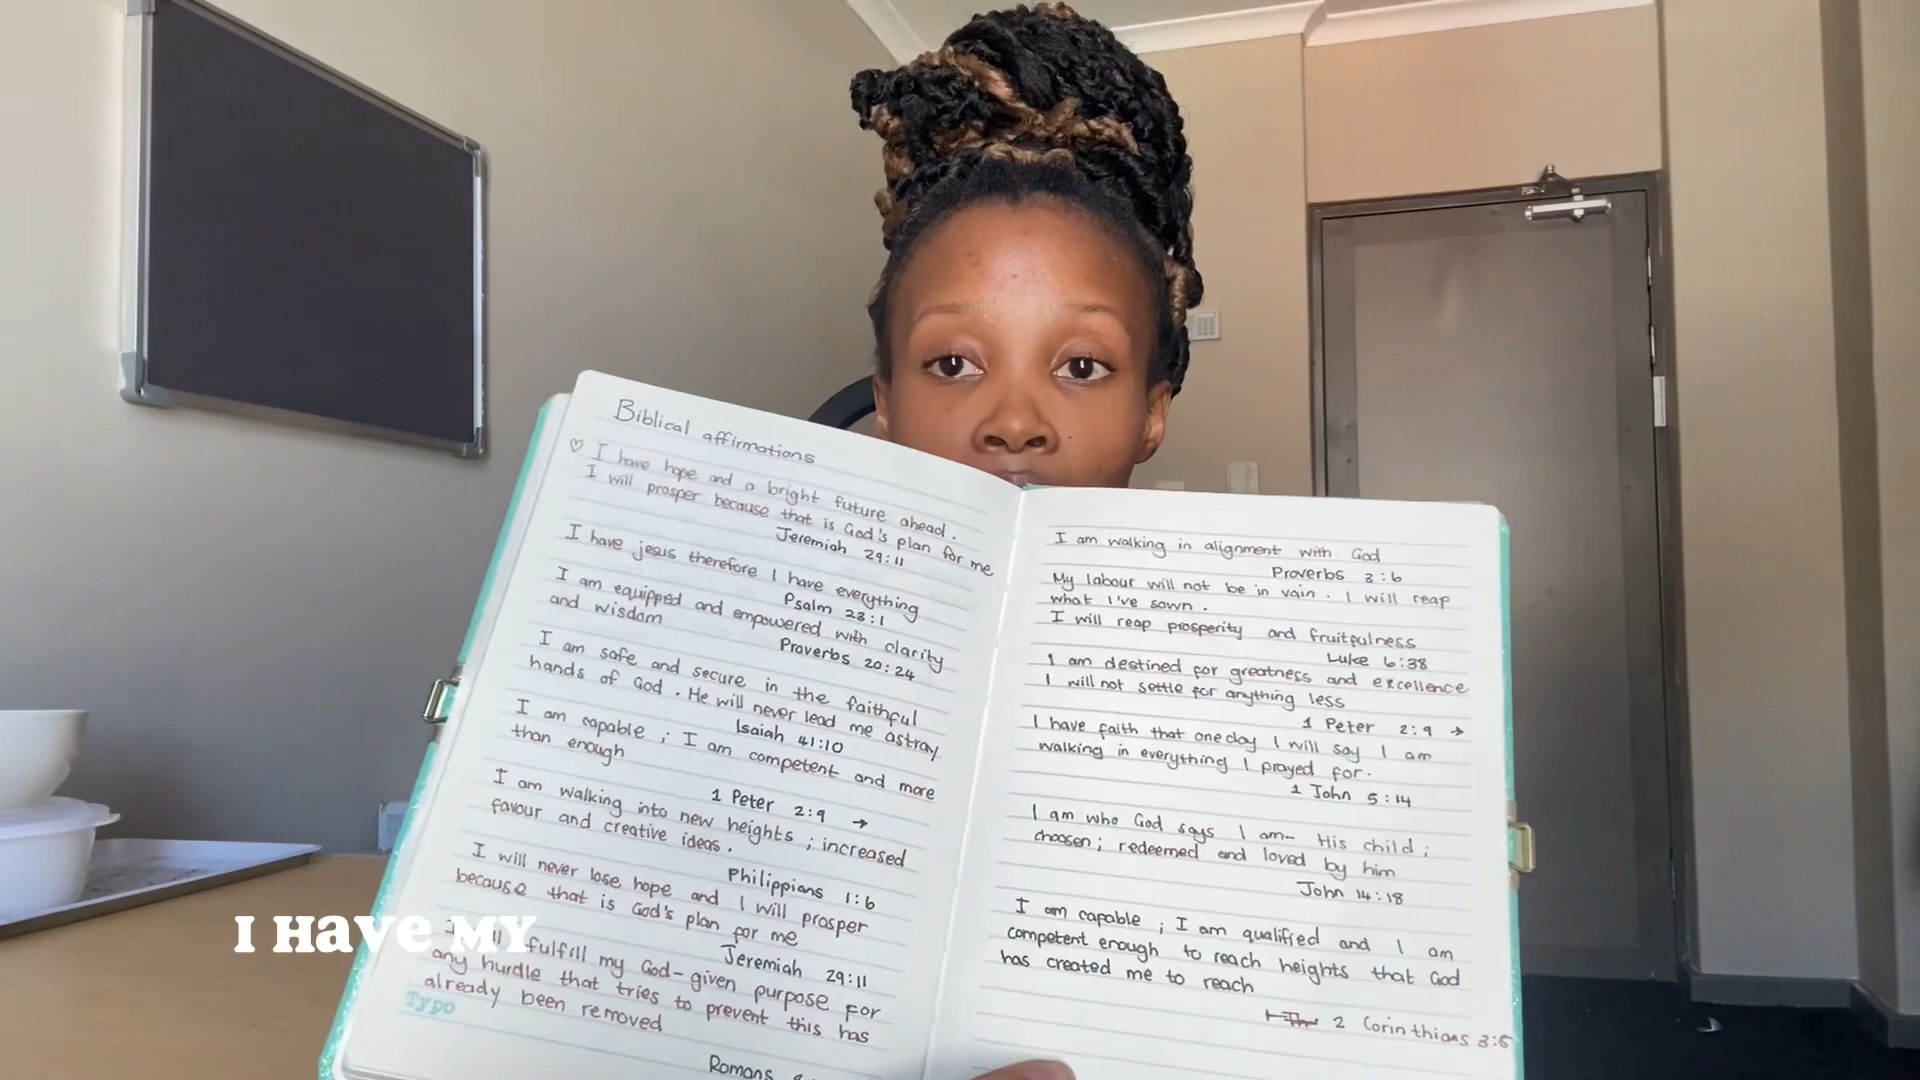 Biblical affirmations
♡ I have hope and a bright future ahead.
I will prosper because that is God's plan for me
Jeremiah 29:11
I have jesus therefore I have everything
Psalm 23:1
I am equipped and empowered with clarity
and wisdom
Proverbs 20:24
I am safe and secure in the faithful
hands of God. He will never lead me astray
Isaiah 41:10
I am capable ; I am competent and more
than enough
1 Peter 2:9 →
I am walking into new heights ; increased
favour and creative ideas.
Philippians 1:6
I will never lose hope and I will prosper
because that is God's plan for me
Jeremiah 29:11
fulfill my God-given purpose for
any hurdle that tries to prevent this has
already been removed
Romans
Typo
I am walking in alignment with God
Proverbs 3:6
My labour will not be in vain. I will reap
what I've sown.
I will reap prosperity and fruitfulness
Luke 6:38
I am destined for greatness and excellence
I will not settle for anything less
1 Peter 2:9 →
I have faith that one day I will say I am
walking in everything I prayed for.
1 John 5:14
I am who God says I am- His child ;
choosen ; redeemed and loved by him
John 14:18
I am capable ; I am qualified and I am
competent enough to reach heights that God
has created me to reach
2 Corinthians 3:5
I HAVE MY